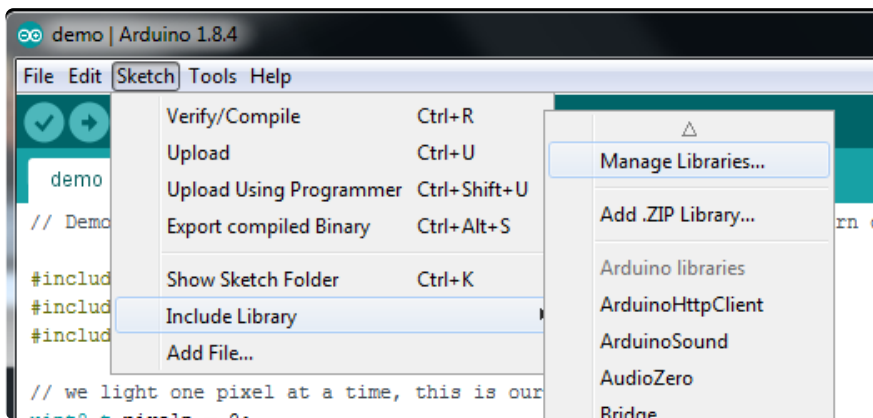 demo | Arduino 1.8.4
File Edit Sketch Tools Help
Verify/Compile Ctrl+R
Upload Ctrl+U
Upload Using Programmer Ctrl+Shift+U
Export compiled Binary Ctrl+Alt+S
Show Sketch Folder Ctrl+K
Include Library
Add File...
Manage Libraries...
Add .ZIP Library...
Arduino libraries
ArduinoHttpClient
ArduinoSound
AudioZero
Bridge
demo
// Demo
#includ
#includ
#includ
// we light one pixel at a time, this is our